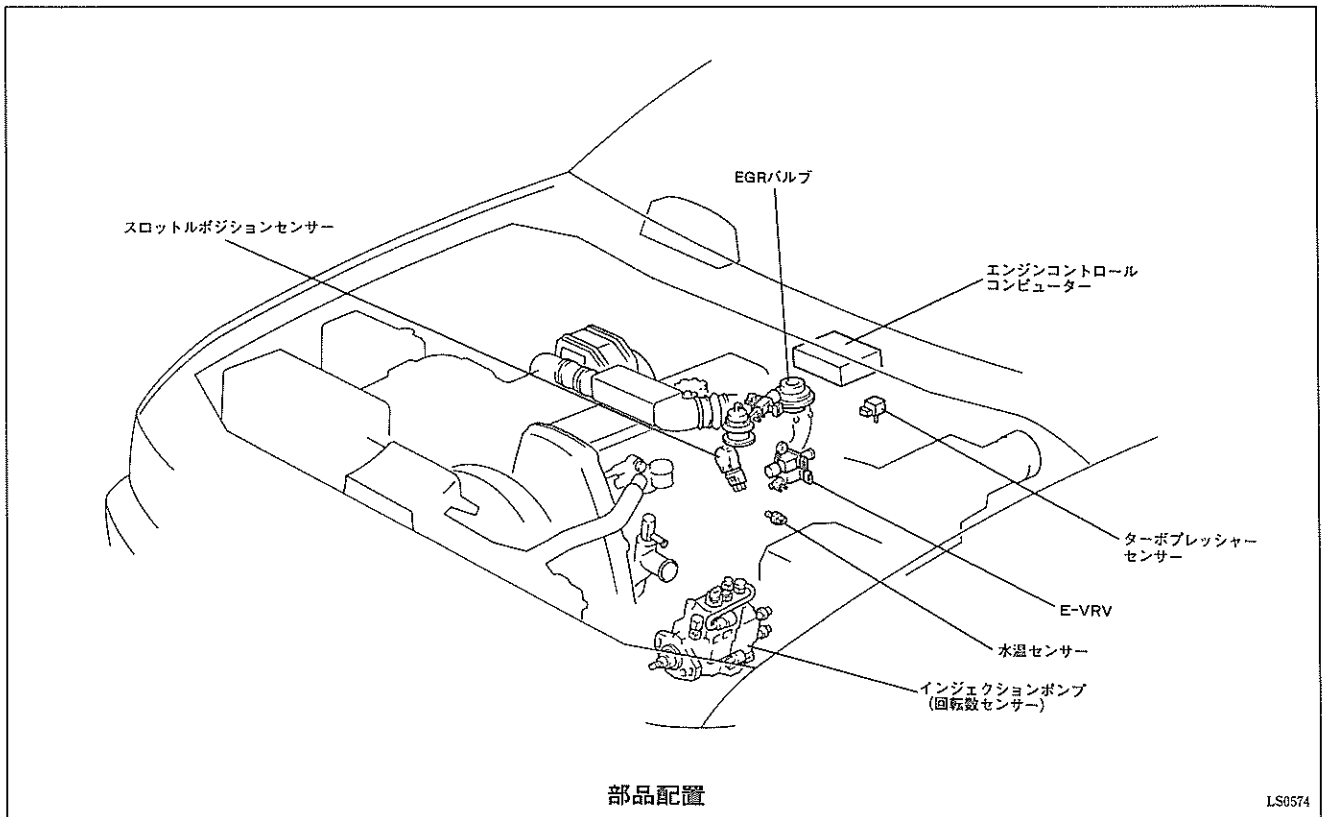 EGRバルブ
スロットルポジションセンサー
エンジンコントロール
コンピューター
ターボプレッシャー
センサー
E-VRV
水温センサー
インジェクションポンプ
(回転数センサー)
部品配置
LS0574